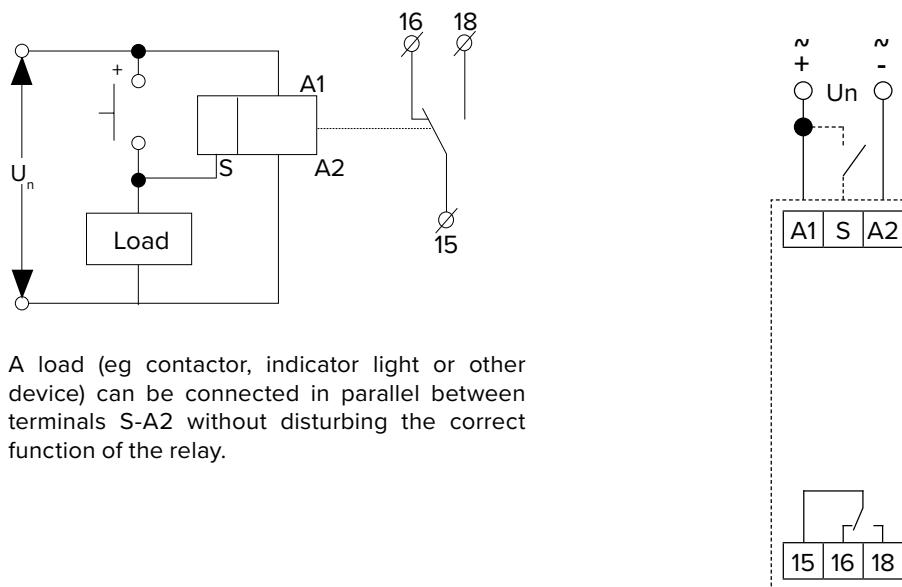 16 18
+
A1
S
A2
Un
Load
15
A load (eg contactor, indicator light or other
device) can be connected in parallel between
terminals S-A2 without disturbing the correct
function of the relay.
~ ~
+ -
Un
A1 S A2
15 16 18